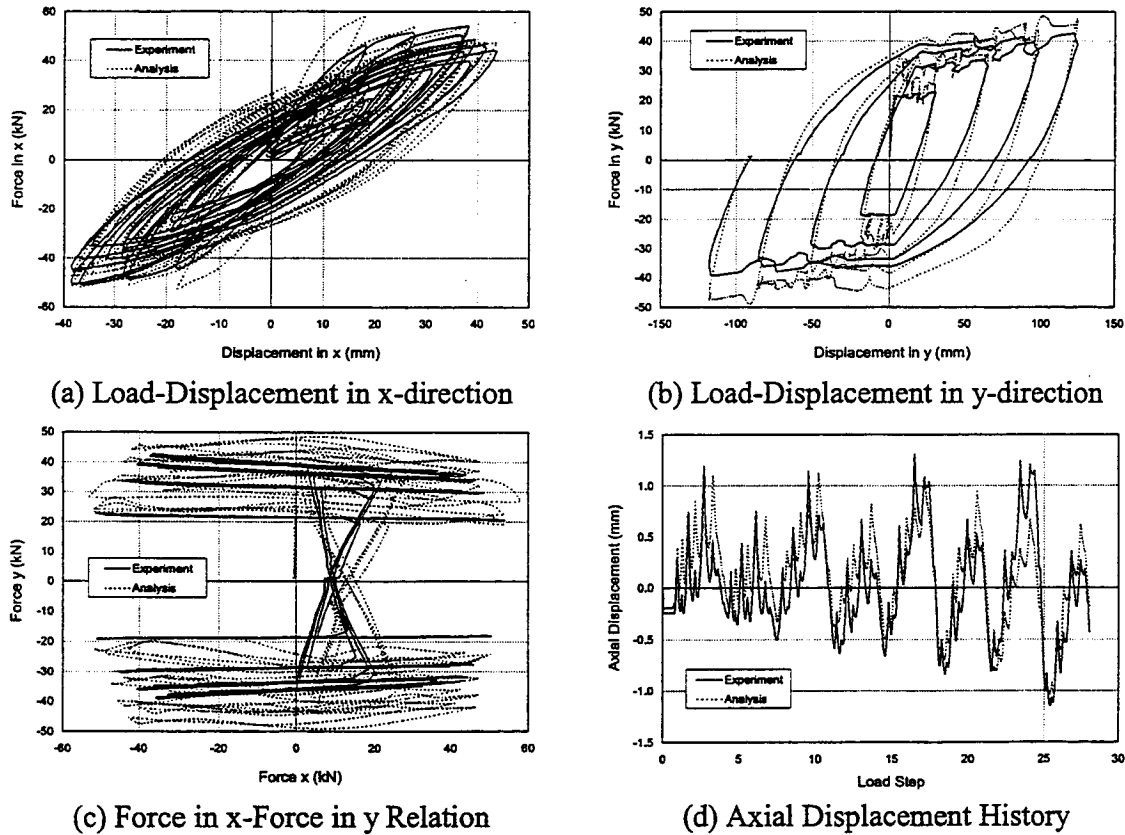 60
40
20
0
-20
-40
-60
Force in x (kN)
Experiment
Analysis
-40 -30 -20 -10 0 10 20 30 40 50
Displacement in x (mm)
(a) Load-Displacement in x-direction
50
40
30
20
10
0
-10
-20
-30
-40
-50
Force in y (kN)
Experiment
Analysis
-150 -100 -50 0 50 100 150
Displacement in y (mm)
(b) Load-Displacement in y-direction
50
40
30
20
10
0
-10
-20
-30
-40
-50
Force y (kN)
Experiment
Analysis
-60 -40 -20 0 20 40 60
Force x (kN)
(c) Force in x-Force in y Relation
1.5
1.0
0.5
0.0
-0.5
-1.0
-1.5
Axial Displacement (mm)
Experiment
Analysis
0 5 10 15 20 25 30
Load Step
(d) Axial Displacement History